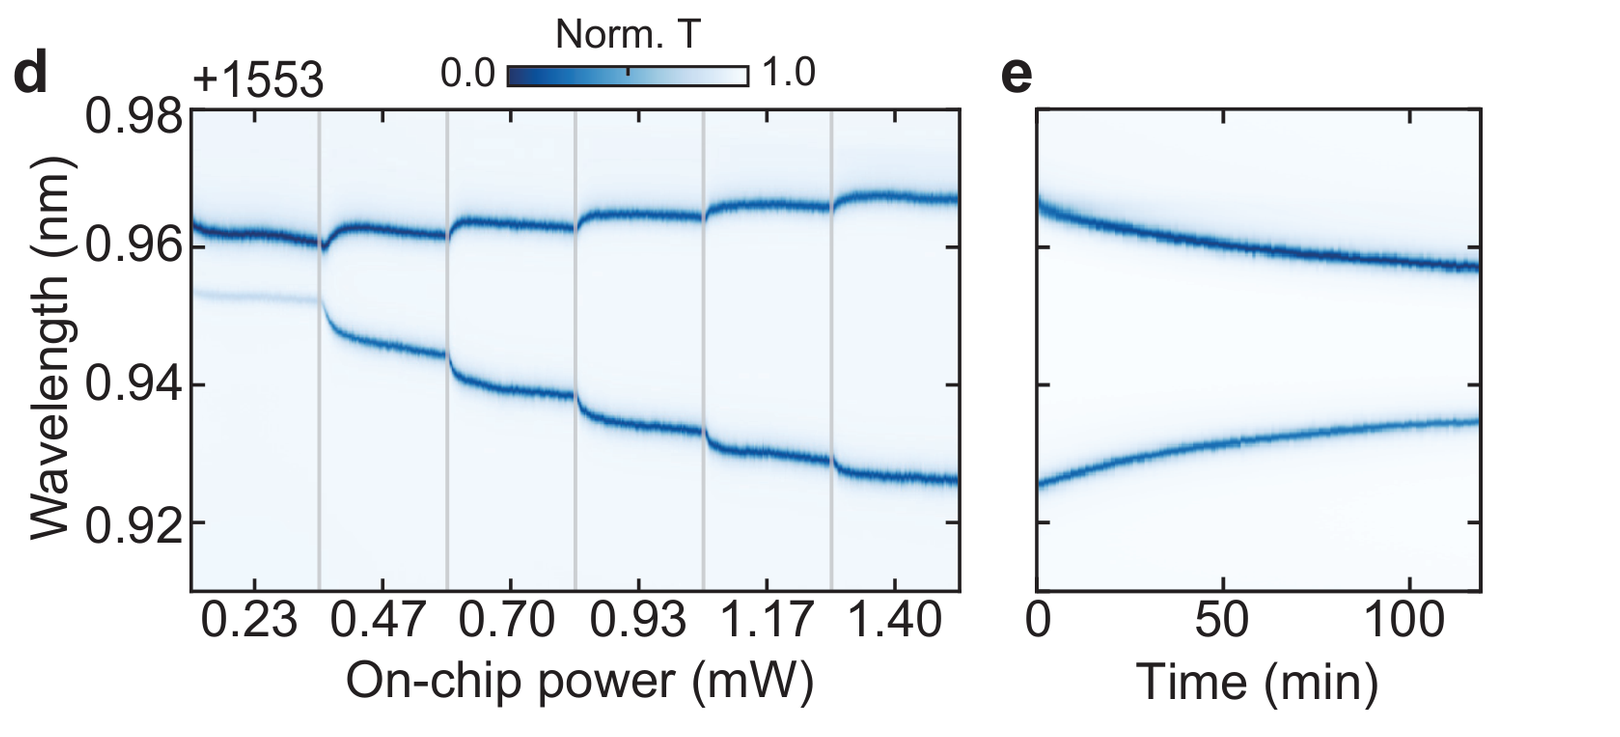 d
+1553
Norm. T
0.0 1.0
Wavelength (nm)
0.98
0.96
0.94
0.92
0.23 0.47 0.70 0.93 1.17 1.40
On-chip power (mW)
e
0 50 100
Time (min)